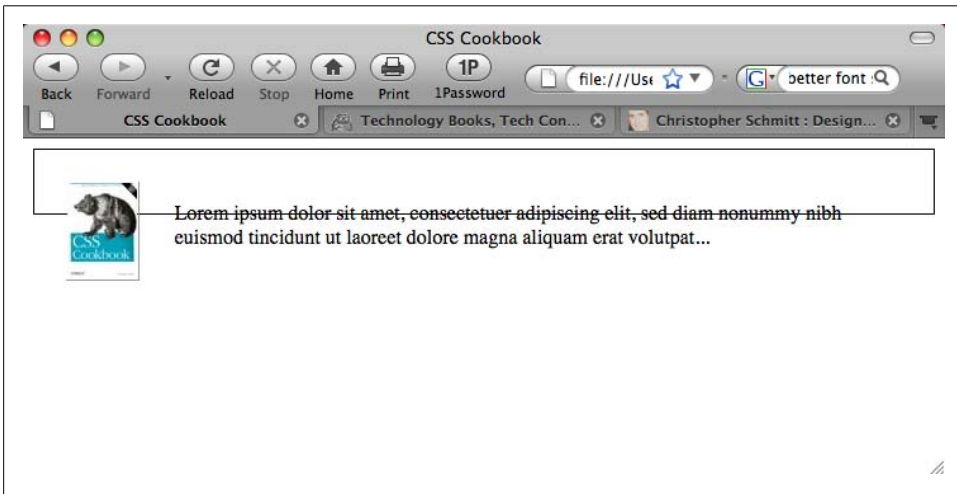 CSS Cookbook
1P
file:///Use
G
better font :
Back Forward Reload Stop Home Print 1Password
CSS Cookbook
Technology Books, Tech Con...
Christopher Schmitt : Design...
CSS
Cookbook
Lorem ipsum dolor sit amet, consectetuer adipiscing elit, sed diam nonummy nibh
euismod tincidunt ut laoreet dolore magna aliquam erat volutpat...